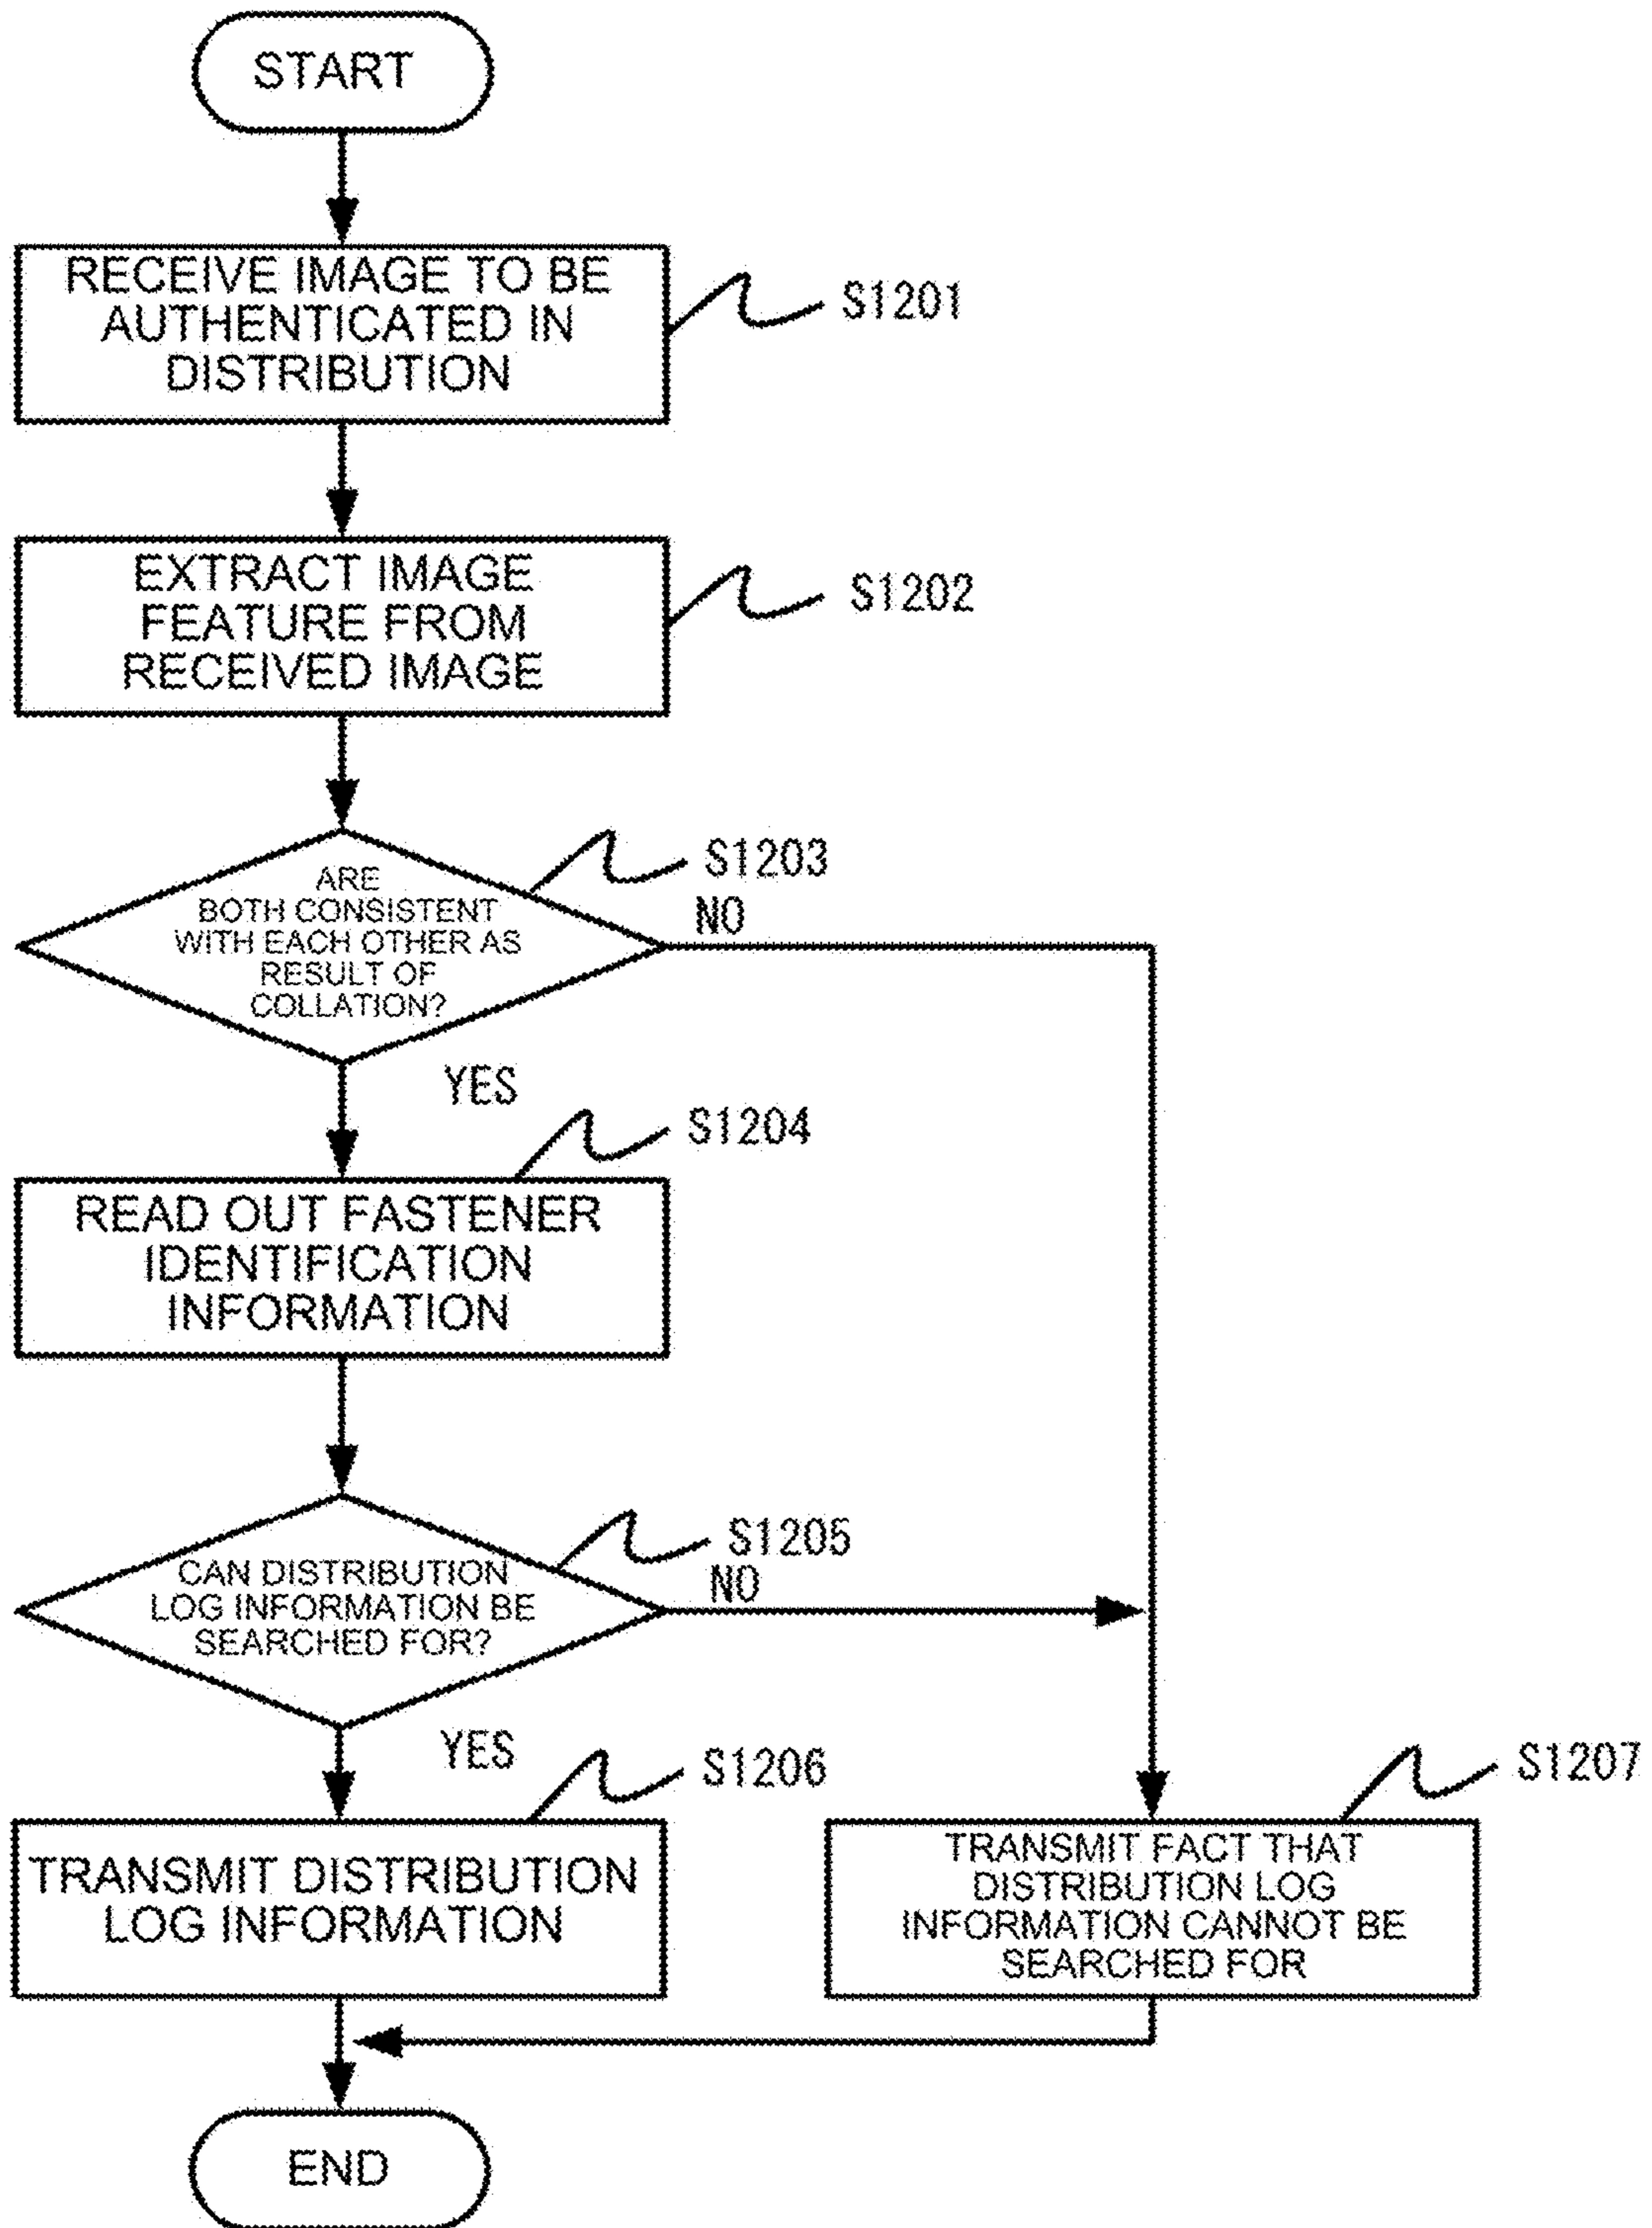 START
RECEIVE IMAGE TO BE
AUTHENTICATED IN
DISTRIBUTION
S1201
EXTRACT IMAGE
FEATURE FROM
RECEIVED IMAGE
S1202
ARE
BOTH CONSISTENT
WITH EACH OTHER AS
RESULT OF
COLLATION?
S1203
NO
YES
S1204
READ OUT FASTENER
IDENTIFICATION
INFORMATION
CAN DISTRIBUTION
LOG INFORMATION BE
SEARCHED FOR?
S1205
NO
YES
S1206
TRANSMIT DISTRIBUTION
LOG INFORMATION
S1207
TRANSMIT FACT THAT
DISTRIBUTION LOG
INFORMATION CANNOT BE
SEARCHED FOR
END